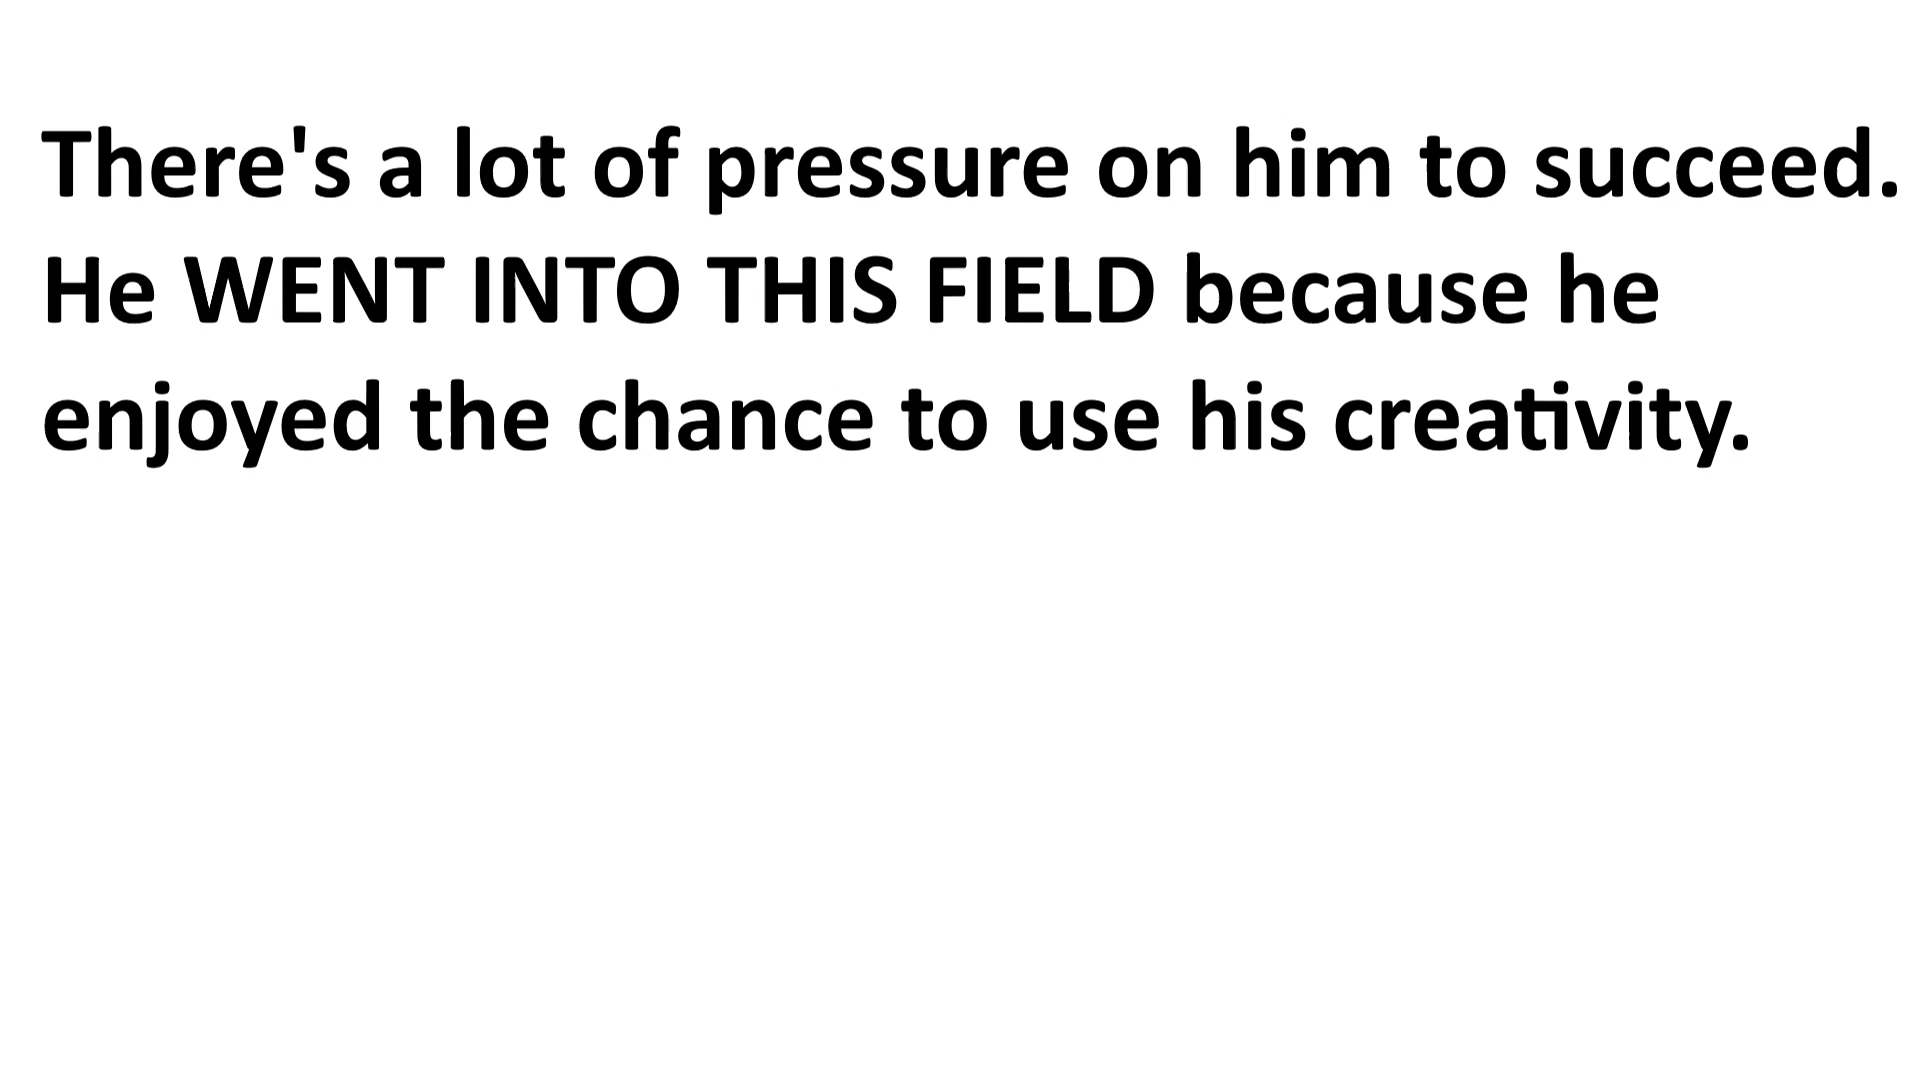 There's a lot of pressure on him to succeed.
He WENT INTO THIS FIELD because he
enjoyed the chance to use his creativity.